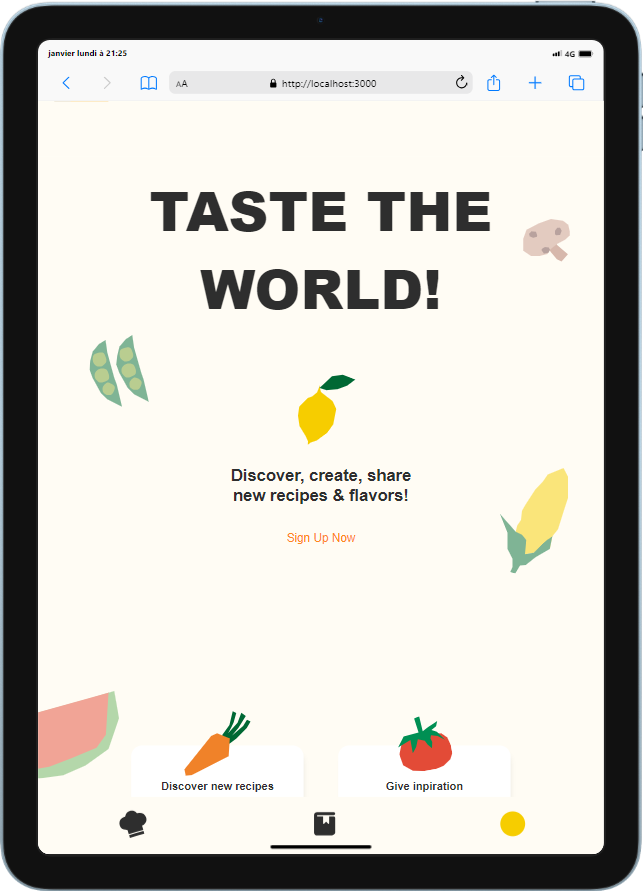 janvier lundi à 21:25
4G
AA
http://localhost:3000
TASTE THE
WORLD!
Discover, create, share
new recipes & flavors!
Sign Up Now
Discover new recipes
Give inpiration